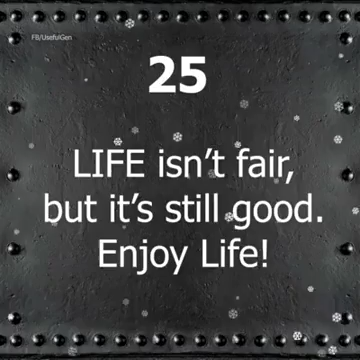 FB/UsefulGen
25
LIFE isn't fair,
but it's still good.
Enjoy Life!